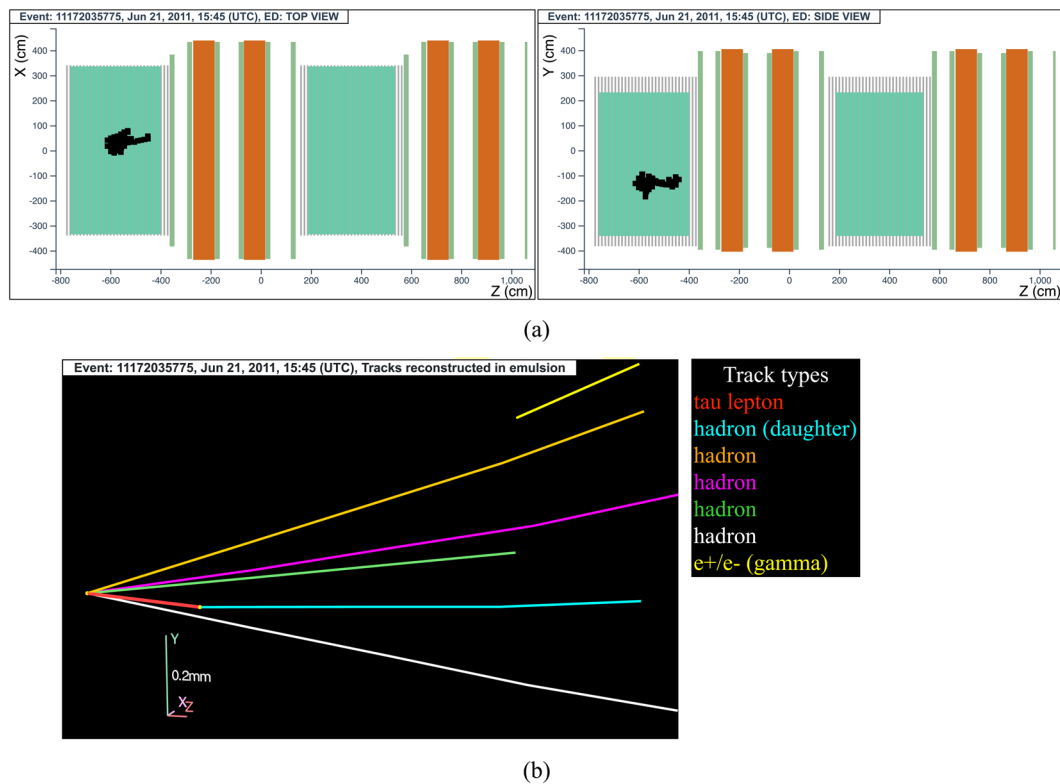 Event: 11172035775, Jun 21, 2011, 15:45 (UTC), ED: TOP VIEW
X (cm)
400
300
200
100
0
-100
-200
-300
-400
-800 -600 -400 -200 0 200 400 600 800 1,000
Z (cm)
Event: 11172035775, Jun 21, 2011, 15:45 (UTC), ED: SIDE VIEW
Y (cm)
400
300
200
100
0
-100
-200
-300
-400
-800 -600 -400 -200 0 200 400 600 800 1,000
Z (cm)
(a)
Event: 11172035775, Jun 21, 2011, 15:45 (UTC), Tracks reconstructed in emulsion
Y
0.2mm
X
Z
Track types
tau lepton
hadron (daughter)
hadron
hadron
hadron
hadron
e+/e- (gamma)
(b)